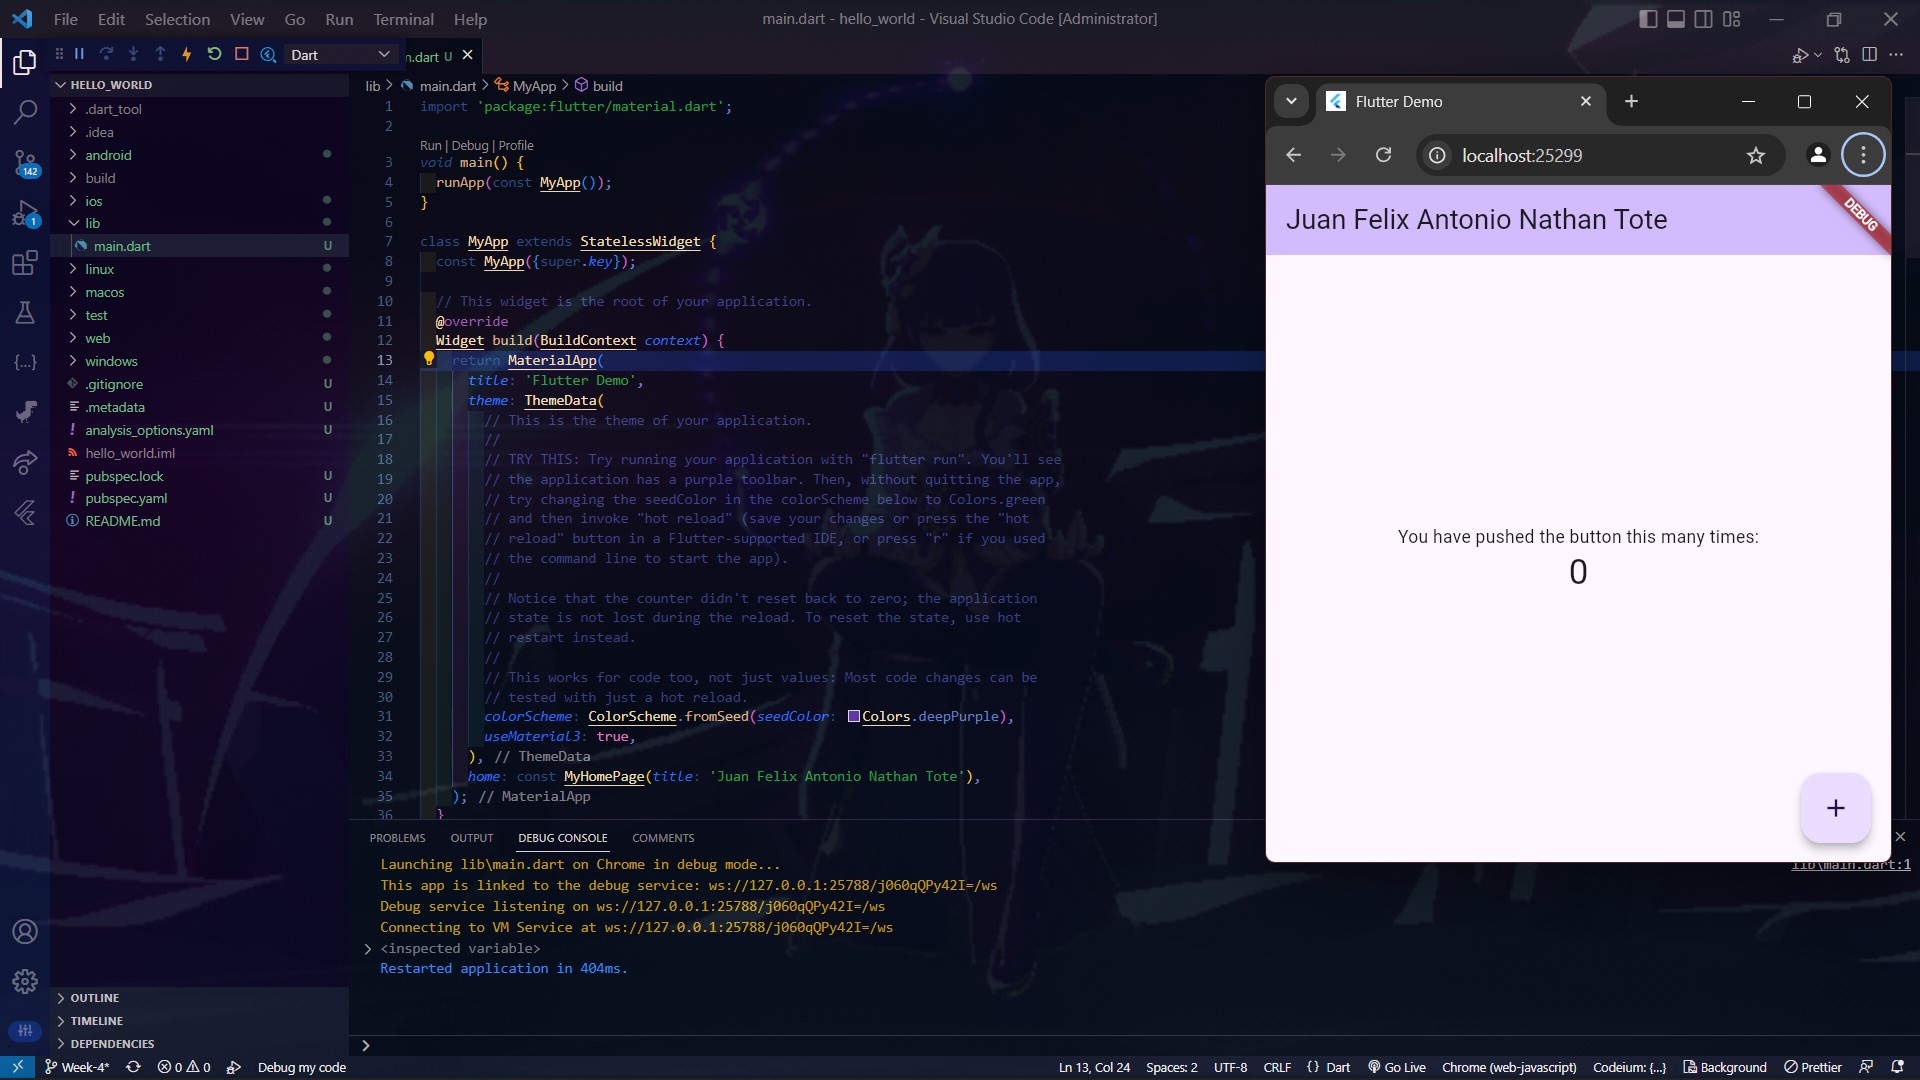 File Edit Selection View Go Run Terminal Help
main.dart - hello_world - Visual Studio Code [Administrator]
Dart
n.dart U
HELLO_WORLD
.dart_tool
.idea
android
build
ios
lib
main.dart U
linux
macos
test
web
windows
.gitignore U
.metadata U
analysis_options.yaml U
hello_world.iml
pubspec.lock U
pubspec.yaml U
README.md U
142
1
OUTLINE
TIMELINE
DEPENDENCIES
lib > main.dart > MyApp > build
1 import 'package:flutter/material.dart';
2
Run | Debug | Profile
3 void main() {
4 runApp(const MyApp());
5 }
6
7 class MyApp extends StatelessWidget {
8 const MyApp({super.key});
9
10 // This widget is the root of your application.
11 @override
12 Widget build(BuildContext context) {
13 return MaterialApp(
14 title: 'Flutter Demo',
15 theme: ThemeData(
16 // This is the theme of your application.
17 //
18 // TRY THIS: Try running your application with "flutter run". You'll see
19 // the application has a purple toolbar. Then, without quitting the app,
20 // try changing the seedColor in the colorScheme below to Colors.green
21 // and then invoke "hot reload" (save your changes or press the "hot
22 // reload" button in a Flutter-supported IDE, or press "r" if you used
23 // the command line to start the app).
24 //
25 // Notice that the counter didn't reset back to zero; the application
26 // state is not lost during the reload. To reset the state, use hot
27 // restart instead.
28 //
29 // This works for code too, not just values: Most code changes can be
30 // tested with just a hot reload.
31 colorScheme: ColorScheme.fromSeed(seedColor: Colors.deepPurple),
32 useMaterial3: true,
33 ), // ThemeData
34 home: const MyHomePage(title: 'Juan Felix Antonio Nathan Tote'),
35 ); // MaterialApp
36 }
PROBLEMS OUTPUT DEBUG CONSOLE COMMENTS
Launching lib\main.dart on Chrome in debug mode...
lib\main.dart:1
This app is linked to the debug service: ws://127.0.0.1:25788/j060qQPy42I=/ws
Debug service listening on ws://127.0.0.1:25788/j060qQPy42I=/ws
Connecting to VM Service at ws://127.0.0.1:25788/j060qQPy42I=/ws
> <inspected variable>
Restarted application in 404ms.
Flutter Demo
localhost:25299
Juan Felix Antonio Nathan Tote
DEBUG
You have pushed the button this many times:
0
Week-4* 0 0 Debug my code
Ln 13, Col 24 Spaces: 2 UTF-8 CRLF {} Dart Go Live Chrome (web-javascript) Codeium: {...} Background Prettier